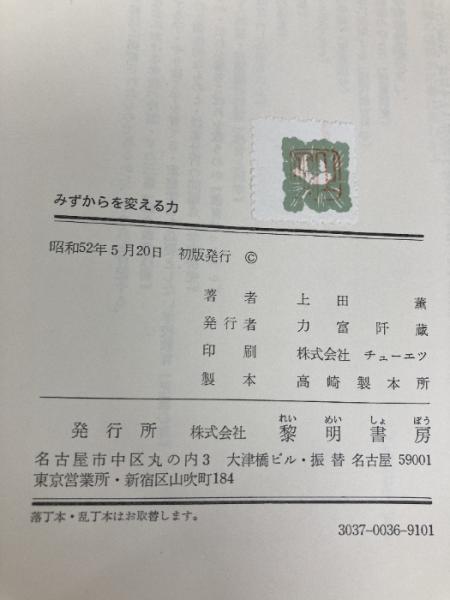 みずからを変える力
昭和52年5月20日 初版発行 ©
著者 上田薫
発行者 力富阡蔵
印刷 株式会社 チューエツ
製本 高崎製本所
れい めい しょ ぼう
発行所 株式会社 黎明書房
名古屋市中区丸の内3 大津橋ビル・振替 名古屋 59001
東京営業所・新宿区山吹町184
落丁本・乱丁本はお取替します。
3037-0036-9101